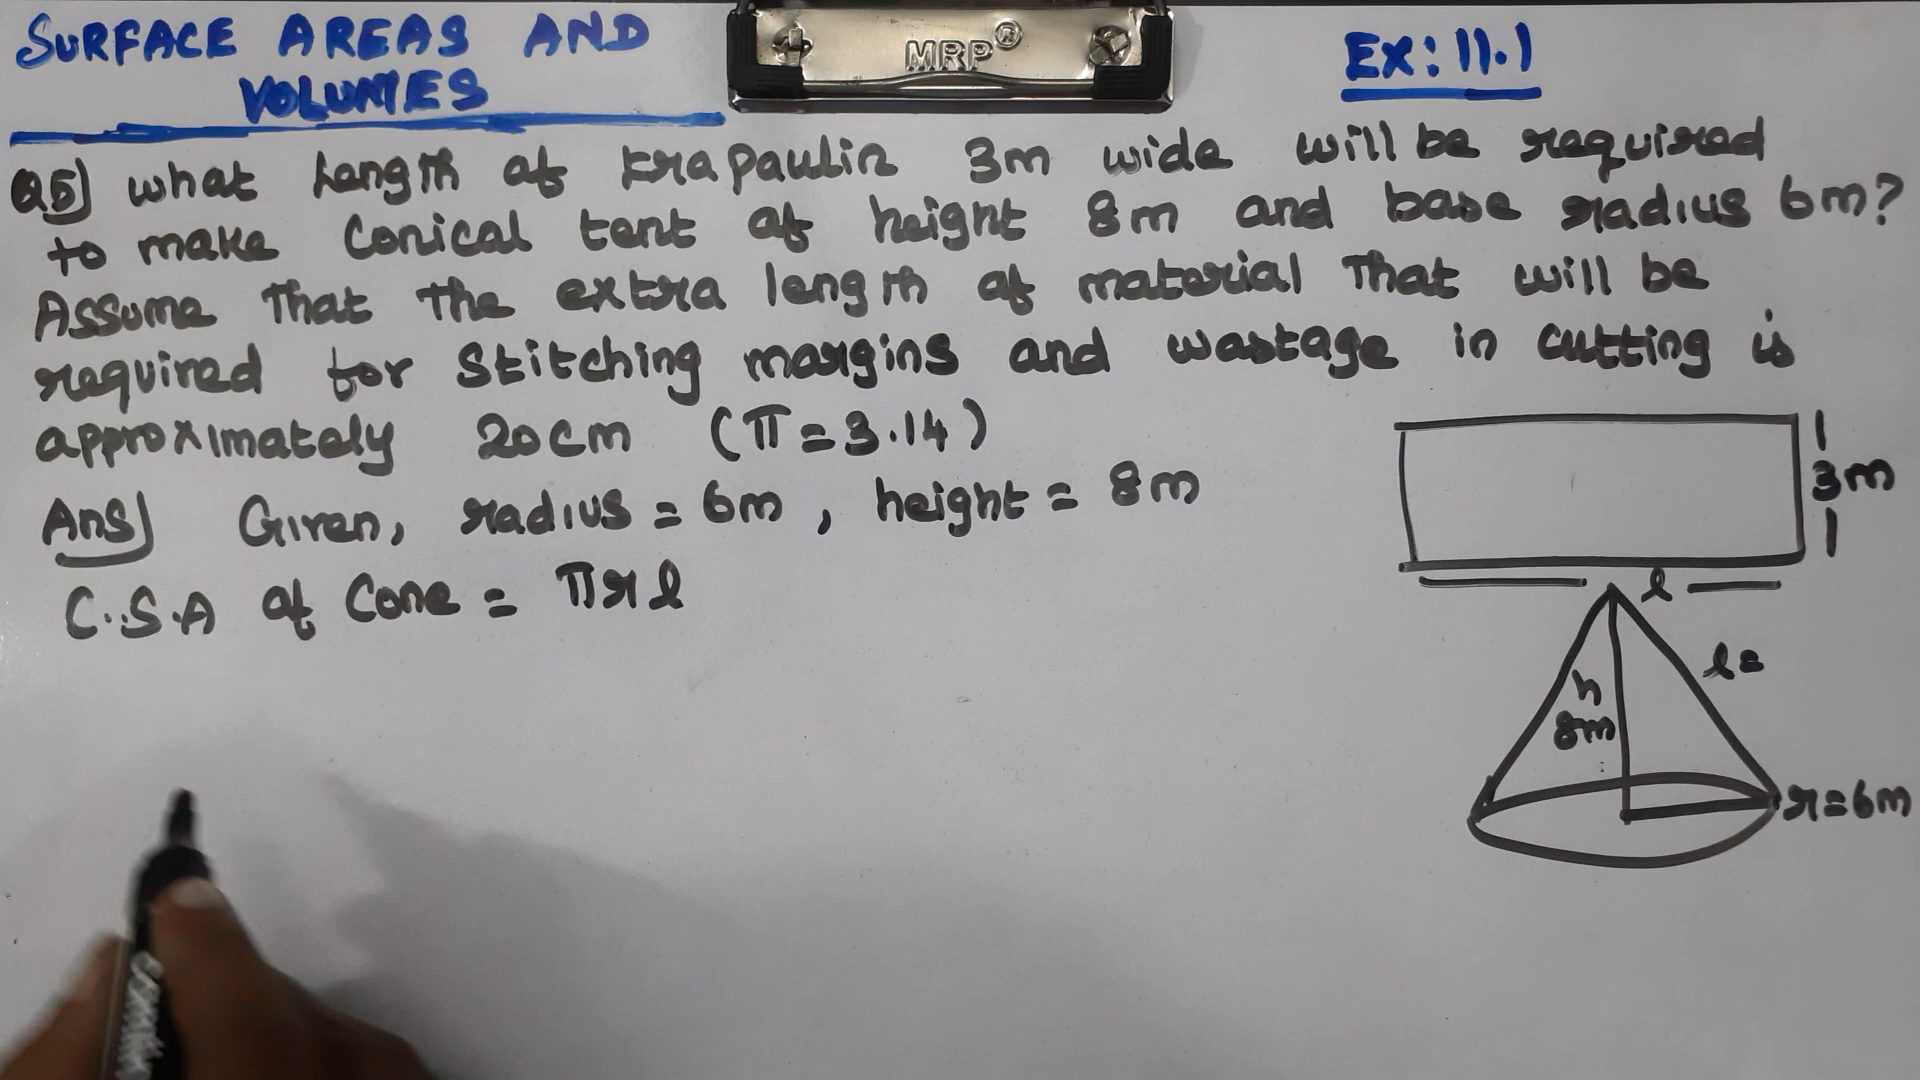 SURFACE AREAS AND
VOLUMES
MRP®
EX: 11.1
Q5) what Length of trapaulin 3m wide will be required
to make conical tent of height 8m and base radius 6m?
Assume That The extra length of material That will be
required for stitching margins and wastage in cutting is
approximately 20cm (π=3.14)
Ans) Given, radius = 6m, height = 8m
C.S.A of Cone = πrl
3m
l
l=
h
8m
r=6m